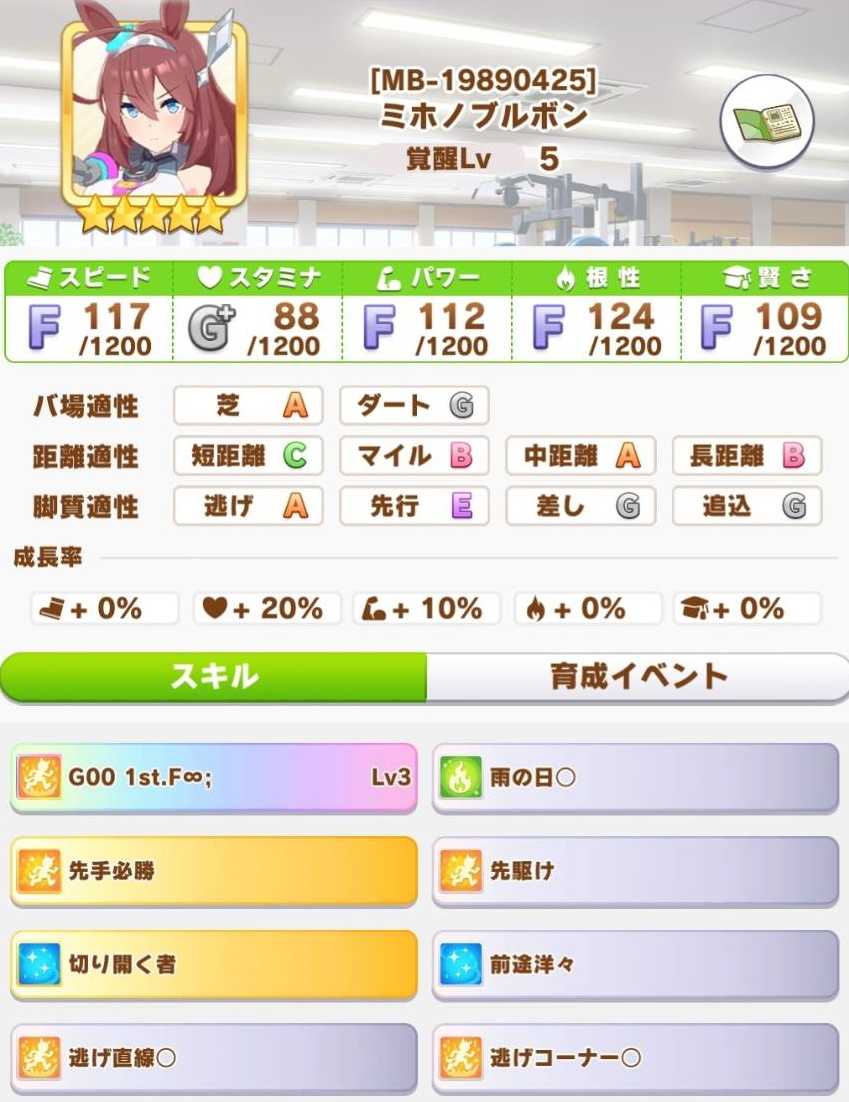 [MB-19890425]
ミホノブルボン
覚醒Lv 5
スピード スタミナ パワー 根性 賢さ
F 117 G+ 88 F 112 F 124 F 109
/1200 /1200 /1200 /1200 /1200
バ場適性 芝 A ダート G
距離適性 短距離 C マイル B 中距離 A 長距離 B
脚質適性 逃げ A 先行 E 差し G 追込 G
成長率
+ 0% + 20% + 10% + 0% + 0%
スキル 育成イベント
G00 1st.F∞; Lv3 雨の日○
先手必勝 先駆け
切り開く者 前途洋々
逃げ直線○ 逃げコーナー○